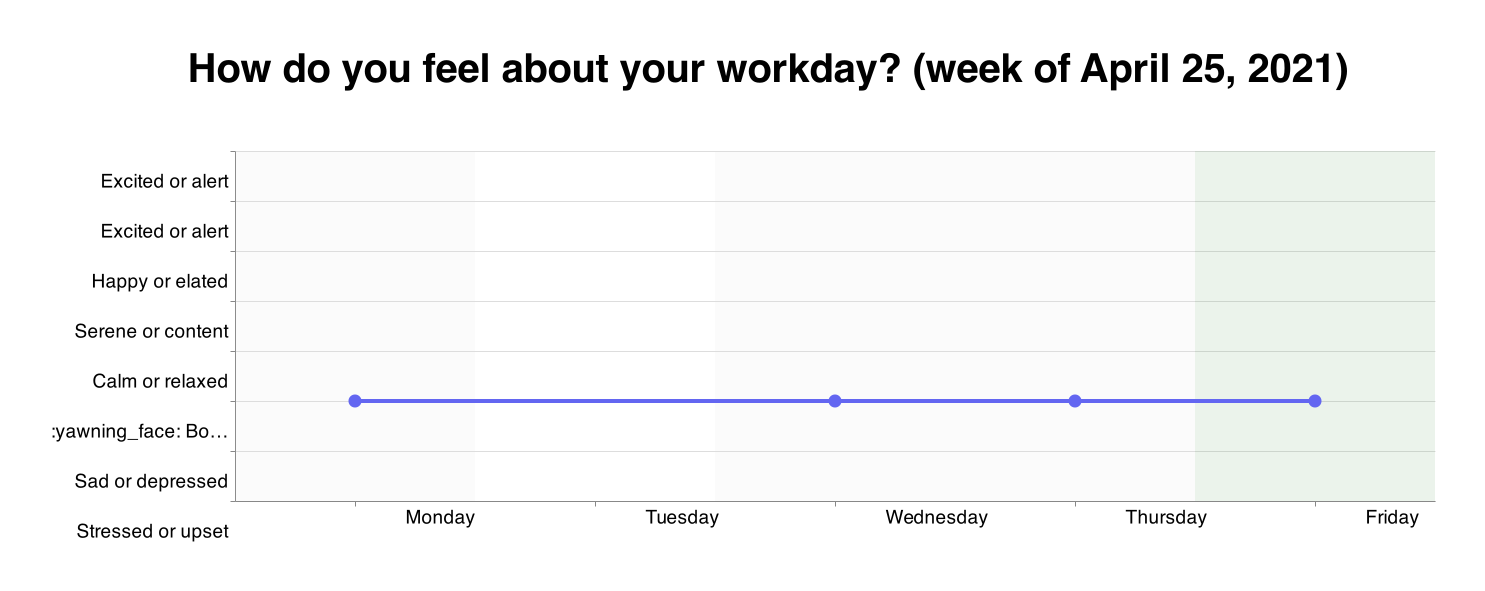 How do you feel about your workday? (week of April 25, 2021)
Excited or alert
Excited or alert
Happy or elated
Serene or content
Calm or relaxed
:yawning_face: Bo…
Sad or depressed
Stressed or upset
Monday Tuesday Wednesday Thursday Friday